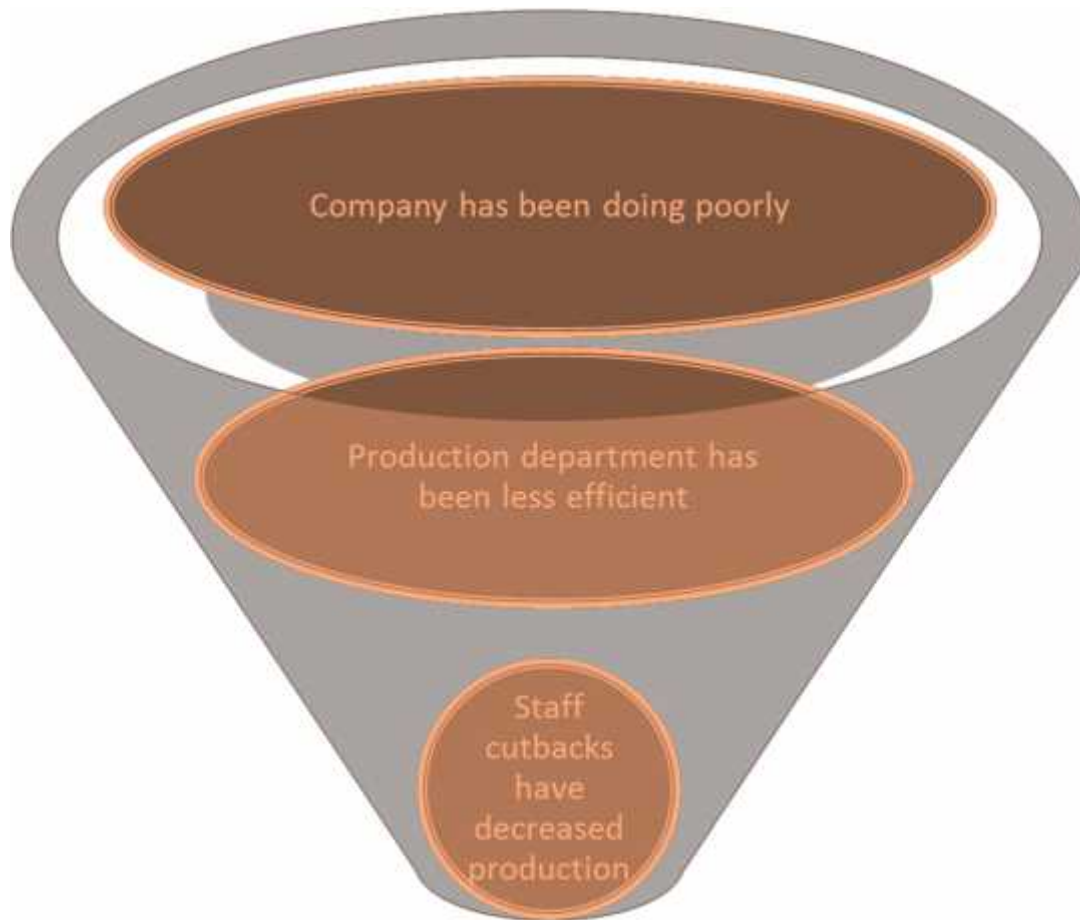 Company has been doing poorly
Production department has
been less efficient
Staff
cutbacks
have
decreased
production